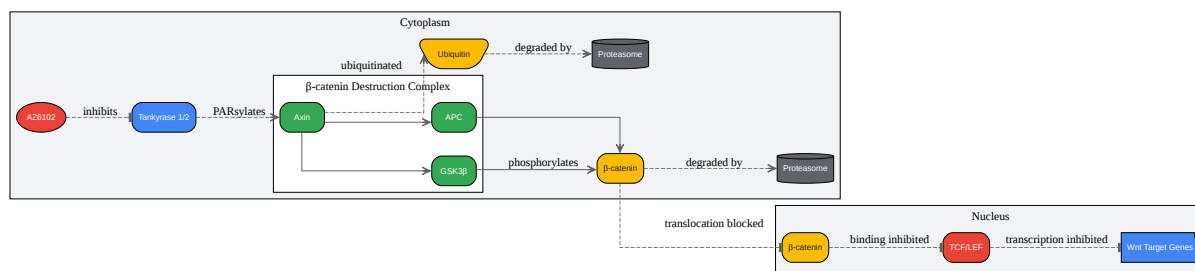 Cytoplasm
Ubiquitin
degraded by
Proteasome
ubiquitinated
β-catenin Destruction Complex
AZ6102
inhibits
Tankyrase 1/2
PARsylates
Axin
APC
GSK3β
phosphorylates
β-catenin
degraded by
Proteasome
translocation blocked
Nucleus
β-catenin
binding inhibited
TCF/LEF
transcription inhibited
Wnt Target Genes